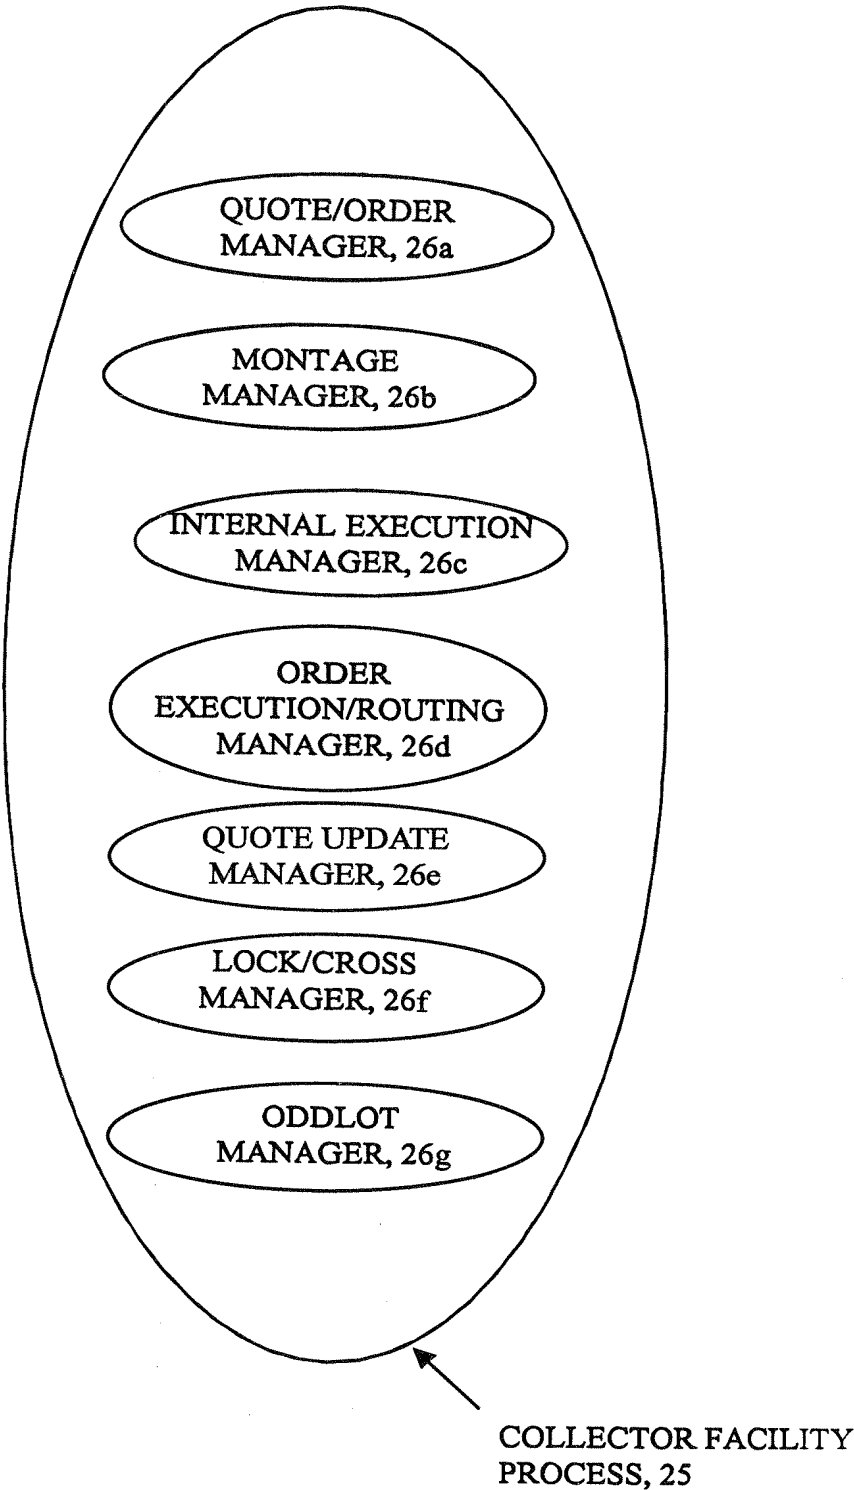 QUOTE/ORDER
MANAGER, 26a
MONTAGE
MANAGER, 26b
INTERNAL EXECUTION
MANAGER, 26c
ORDER
EXECUTION/ROUTING
MANAGER, 26d
QUOTE UPDATE
MANAGER, 26e
LOCK/CROSS
MANAGER, 26f
ODDLOT
MANAGER, 26g
COLLECTOR FACILITY
PROCESS, 25